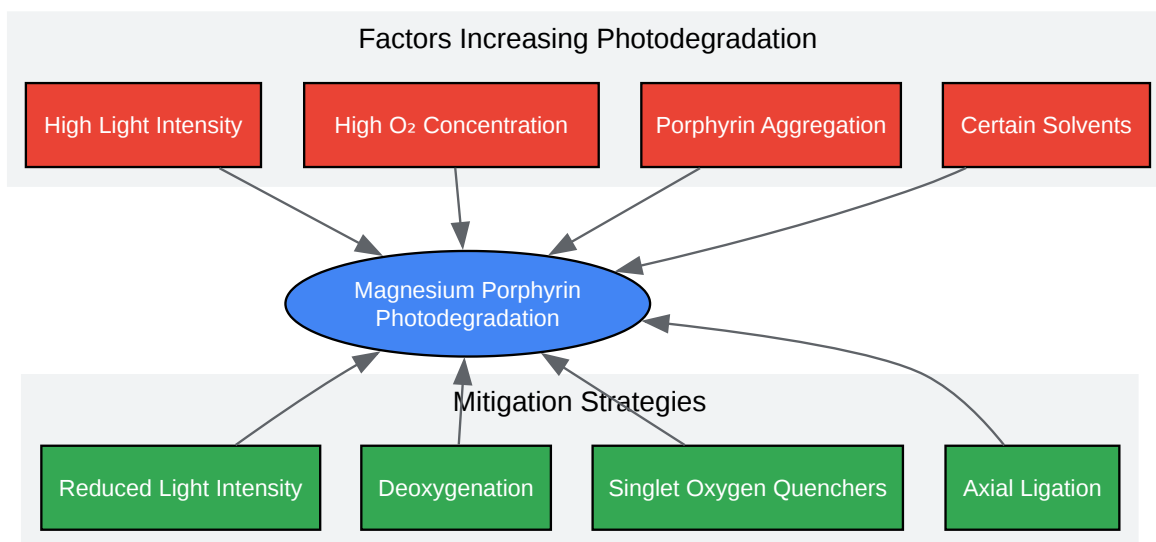 Factors Increasing Photodegradation
High Light Intensity
High O₂ Concentration
Porphyrin Aggregation
Certain Solvents
Magnesium Porphyrin
Photodegradation
Mitigation Strategies
Reduced Light Intensity
Deoxygenation
Singlet Oxygen Quenchers
Axial Ligation